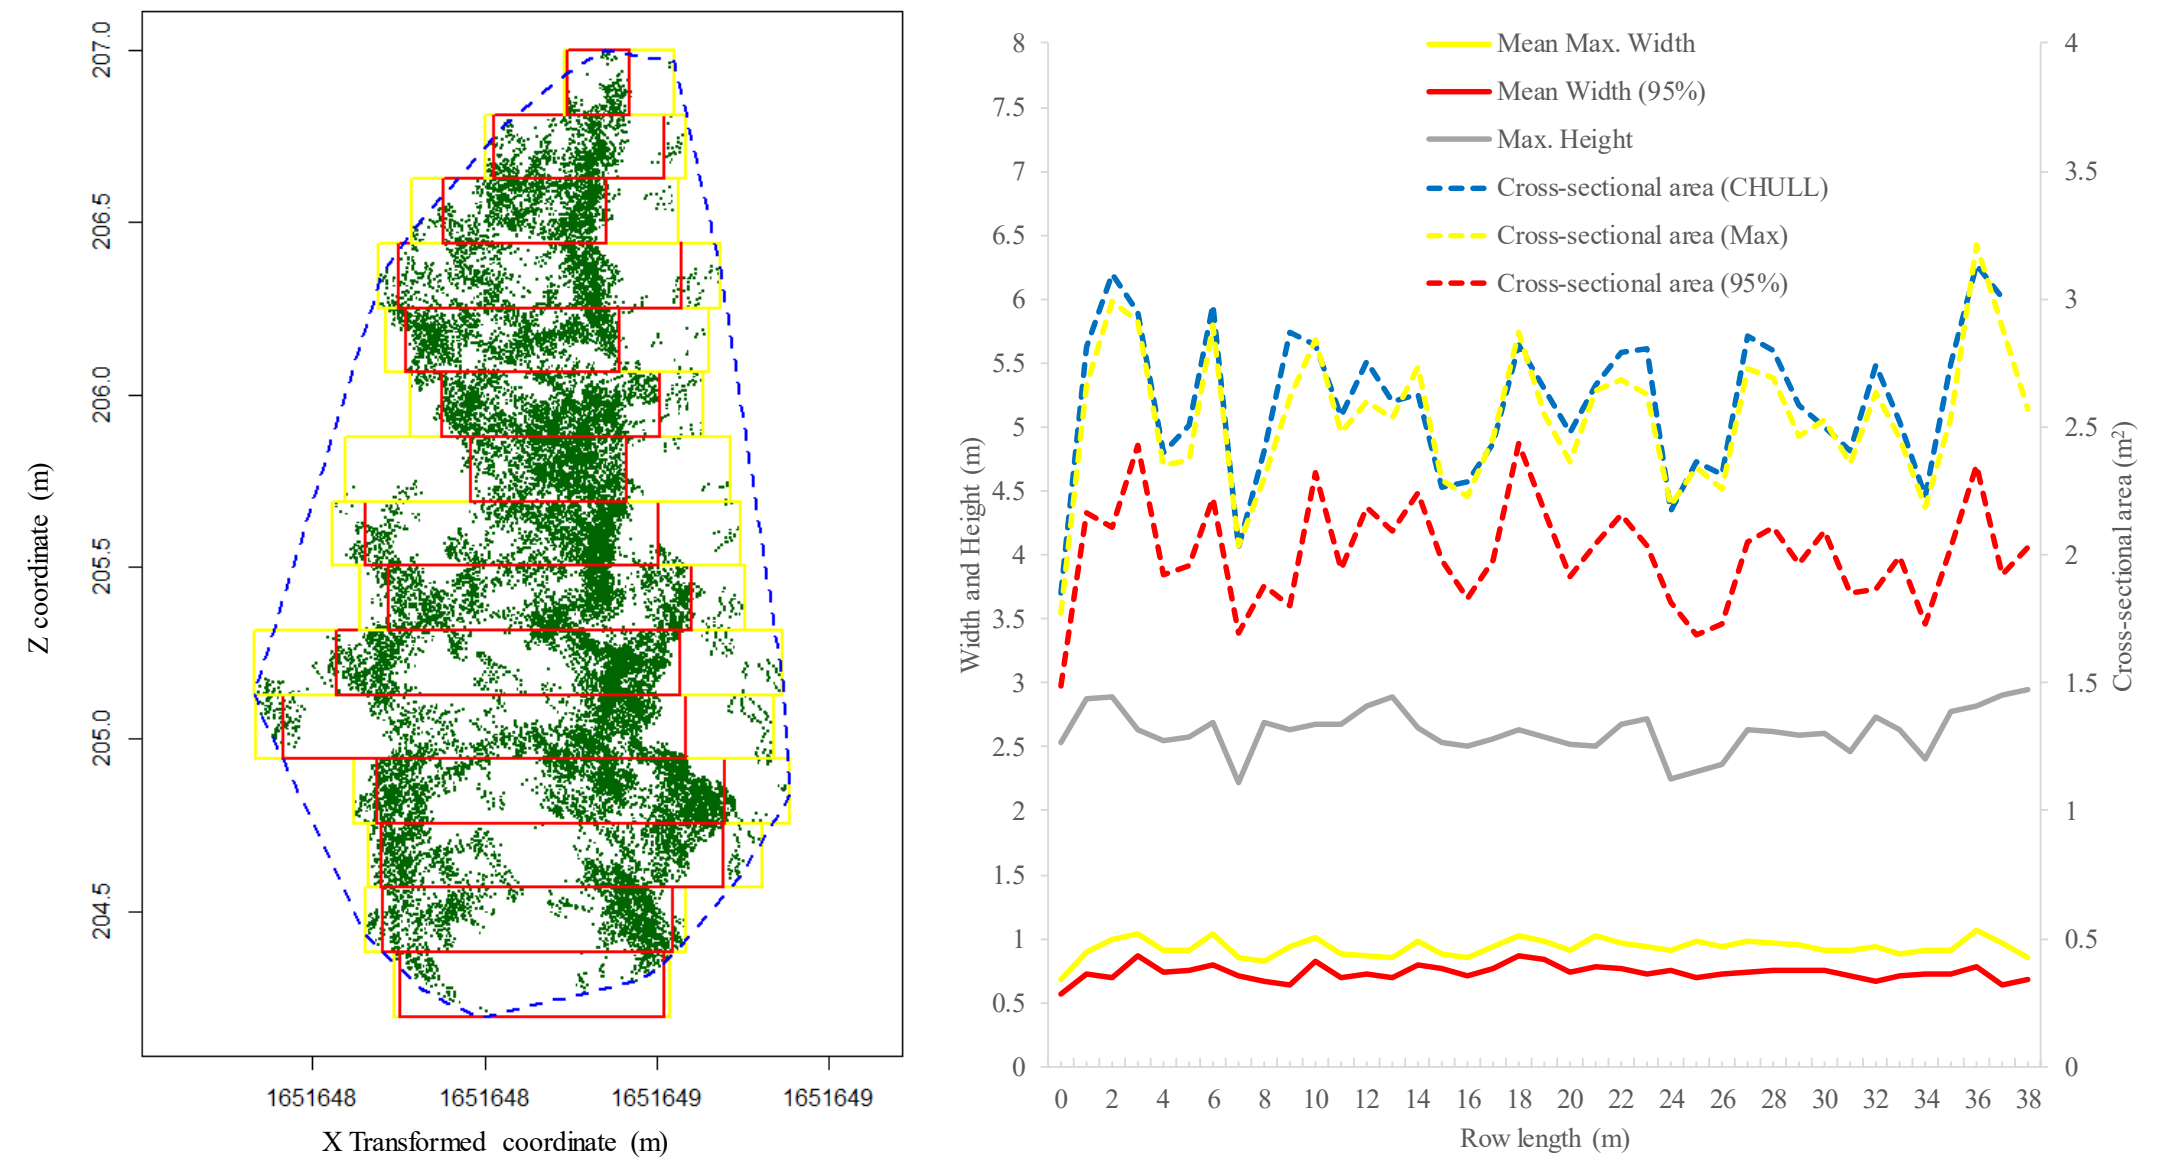 207.0
206.5
206.0
205.5
205.0
204.5
Z coordinate (m)
1651648 1651648 1651649 1651649
X Transformed coordinate (m)
Mean Max. Width
Mean Width (95%)
Max. Height
Cross-sectional area (CHULL)
Cross-sectional area (Max)
Cross-sectional area (95%)
8
7.5
7
6.5
6
5.5
5
4.5
4
3.5
3
2.5
2
1.5
1
0.5
0
Width and Height (m)
4
3.5
3
2.5
2
1.5
1
0.5
0
Cross-sectional area (m²)
0 2 4 6 8 10 12 14 16 18 20 22 24 26 28 30 32 34 36 38
Row length (m)